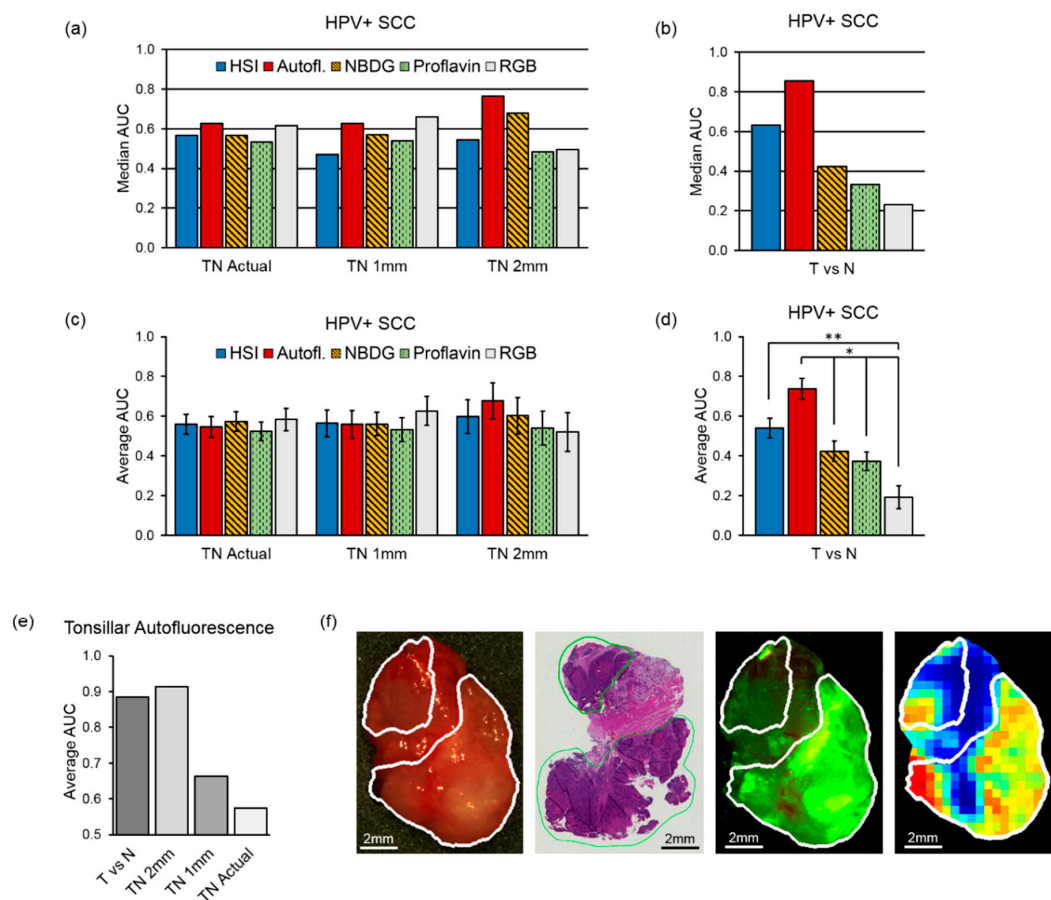 (a)
HPV+ SCC
Median AUC
1.0
0.8
0.6
0.4
0.2
0.0
HSI Autofl. NBDG Proflavin RGB
TN Actual TN 1mm TN 2mm
(b)
HPV+ SCC
Median AUC
1.0
0.8
0.6
0.4
0.2
0.0
T vs N
(c)
HPV+ SCC
Average AUC
1.0
0.8
0.6
0.4
0.2
0.0
HSI Autofl. NBDG Proflavin RGB
TN Actual TN 1mm TN 2mm
(d)
HPV+ SCC
Average AUC
1.0
0.8
0.6
0.4
0.2
0.0
**
*
T vs N
(e)
Tonsillar Autofluorescence
Average AUC
1.0
0.9
0.8
0.7
0.6
0.5
T vs N
TN 2mm
TN 1mm
TN Actual
(f)
2mm
2mm
2mm
2mm